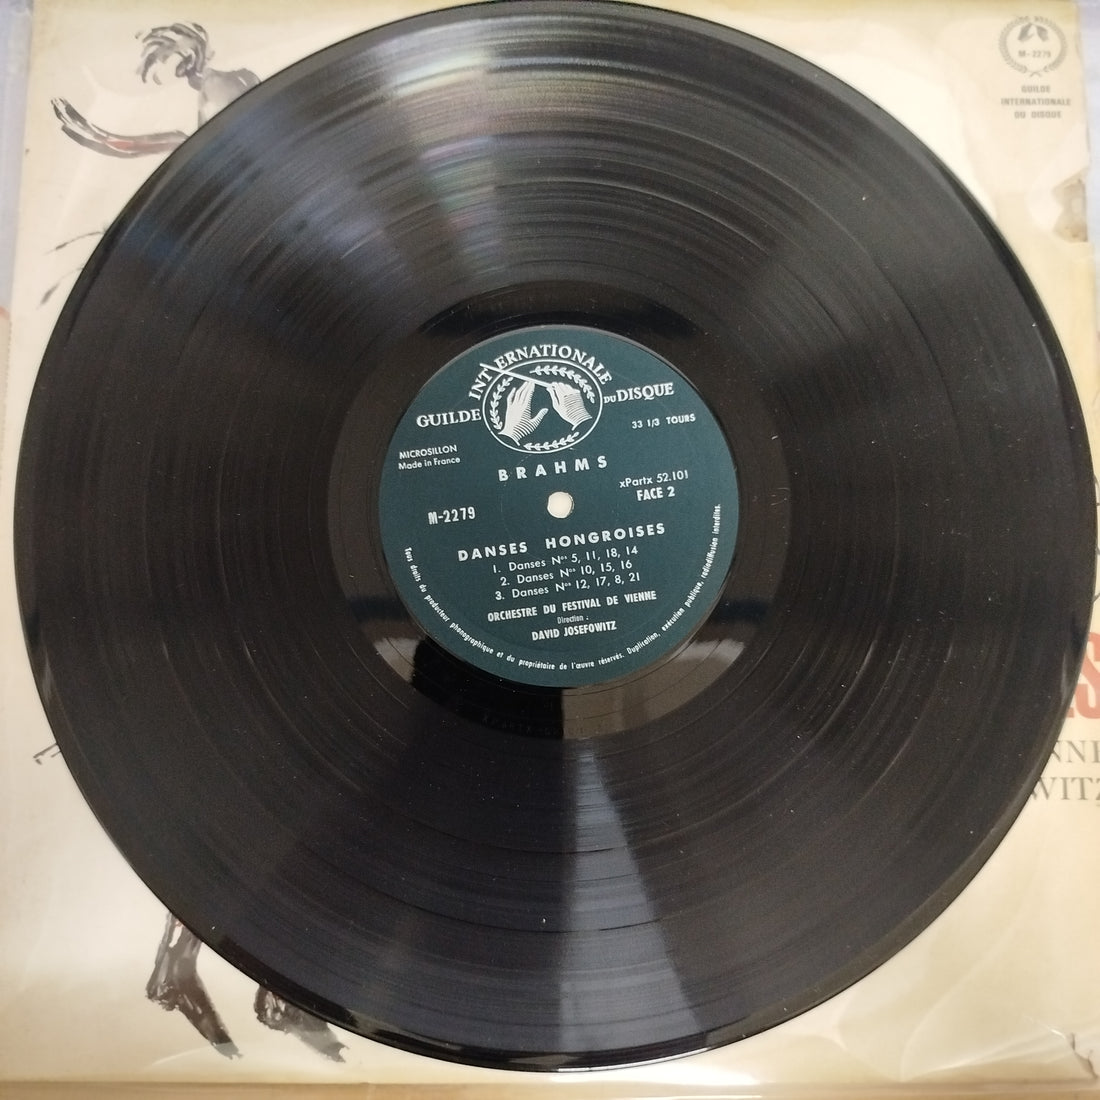 M-2279
GUILDE
INTERNATIONALE
DU DISQUE
GUILDE INTERNATIONALE DU DISQUE
MICROSILLON
Made in France
33 1/3 TOURS
BRAHMS
xPartx 52.101
FACE 2
M-2279
DANSES HONGROISES
1. Danses Nos 5, 11, 18, 14
2. Danses Nos 10, 15, 16
3. Danses Nos 12, 17, 8, 21
ORCHESTRE DU FESTIVAL DE VIENNE
Direction :
DAVID JOSEFOWITZ
Tous droits du producteur phonographique et du propriétaire de l'œuvre réservés. Duplication, exécution publique, radiodiffusion interdites.
S
NNE
WITZ